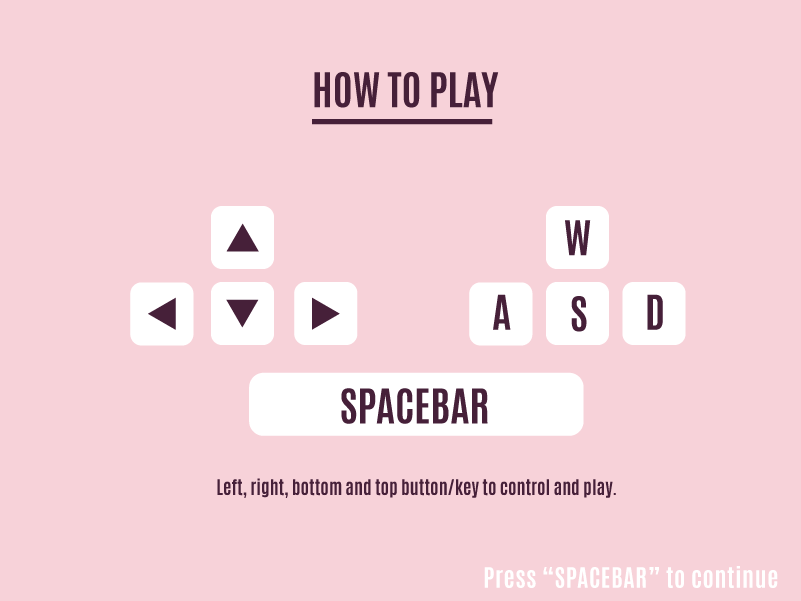 HOW TO PLAY
W
A S D
SPACEBAR
Left, right, bottom and top button/key to control and play.
Press “SPACEBAR” to continue